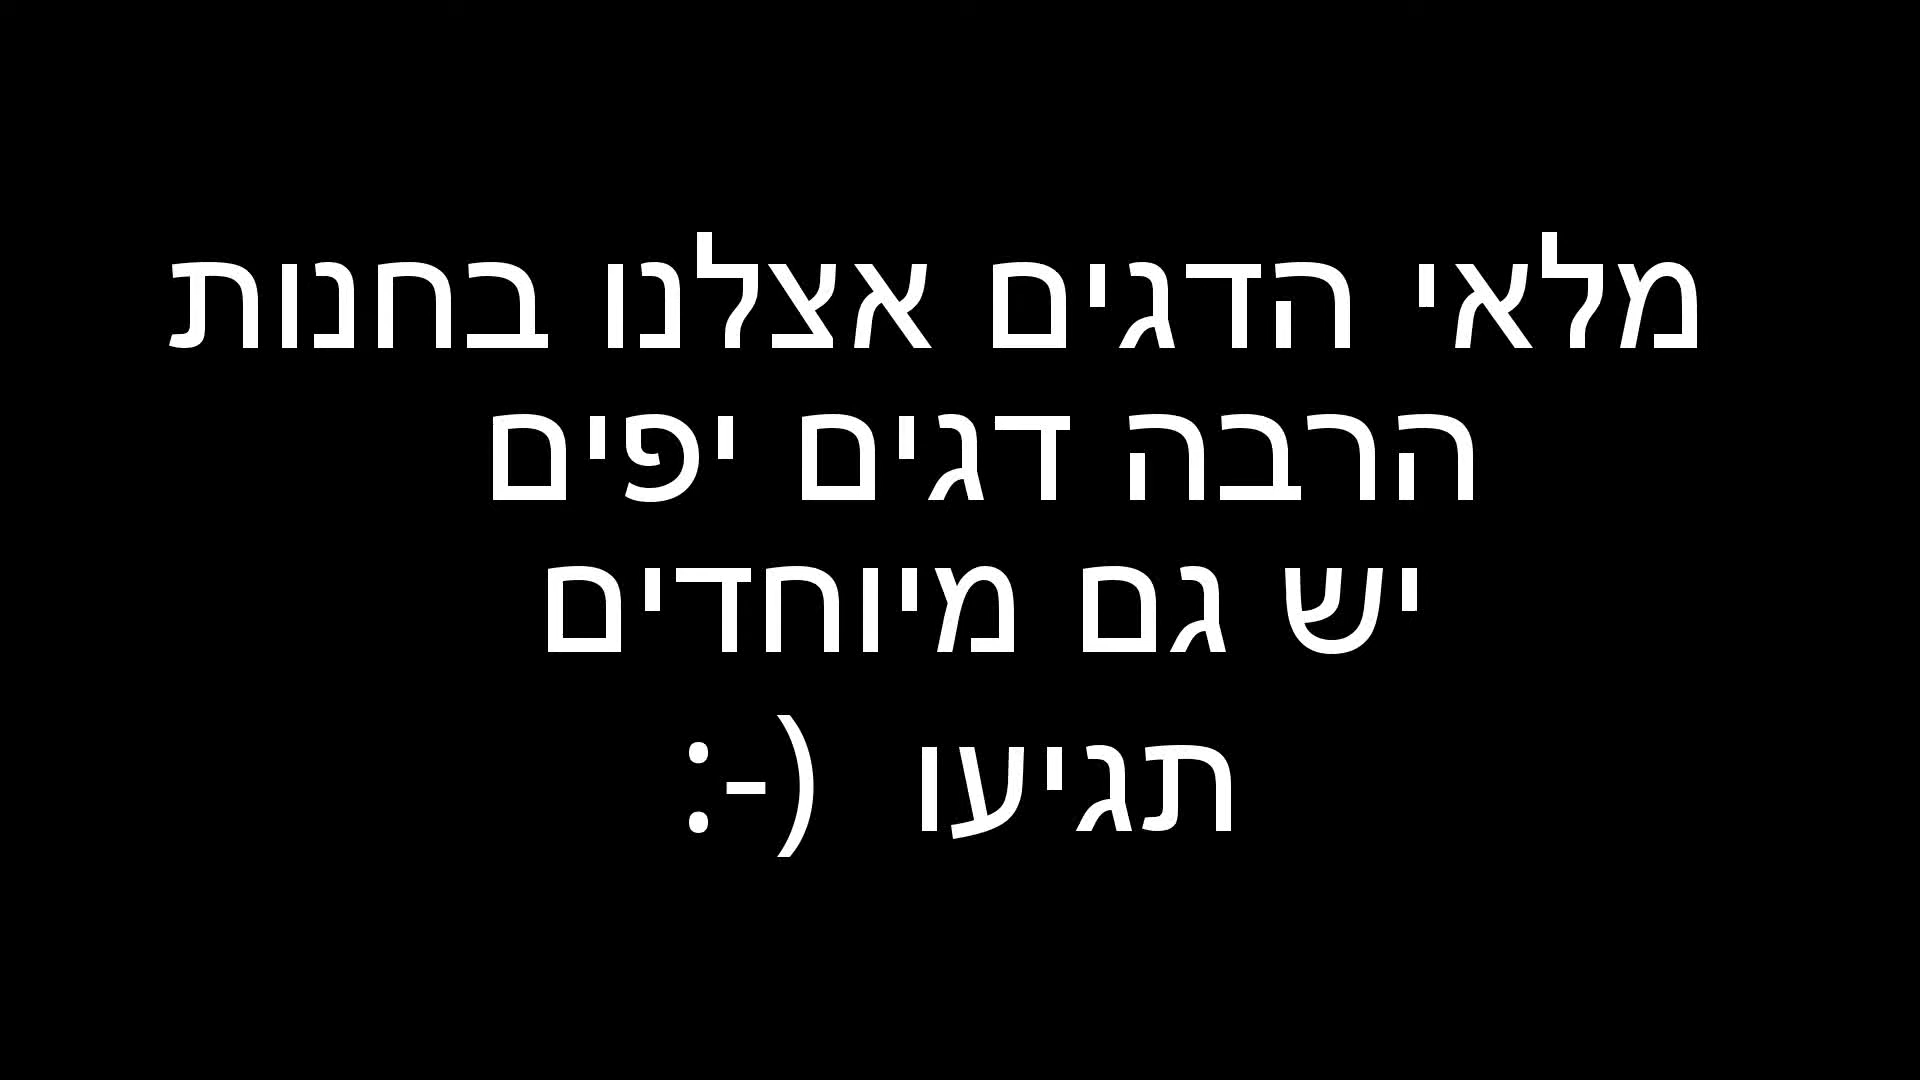 מלאי הדגים אצלנו בחנות
הרבה דגים יפים
יש גם מיוחדים
תגיעו  :-)